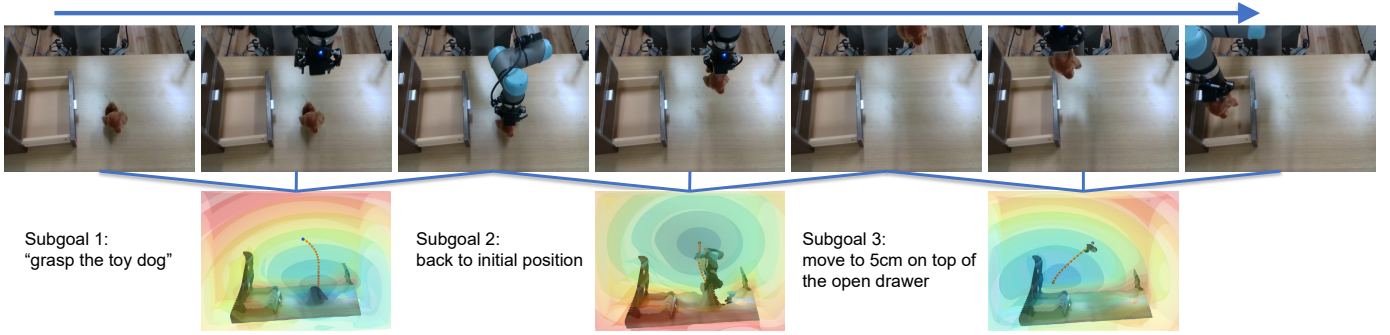 Subgoal 1:
“grasp the toy dog”
Subgoal 2:
back to initial position
Subgoal 3:
move to 5cm on top of
the open drawer